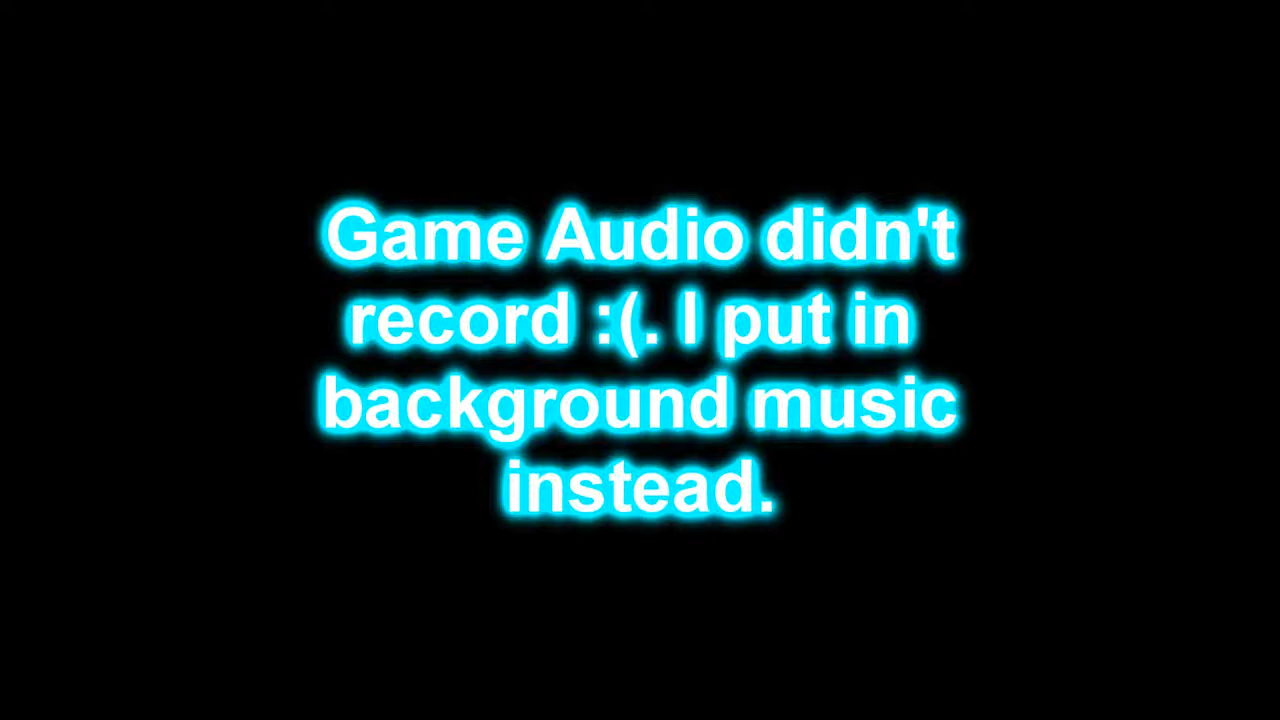 Game Audio didn't
record :(. I put in
background music
instead.